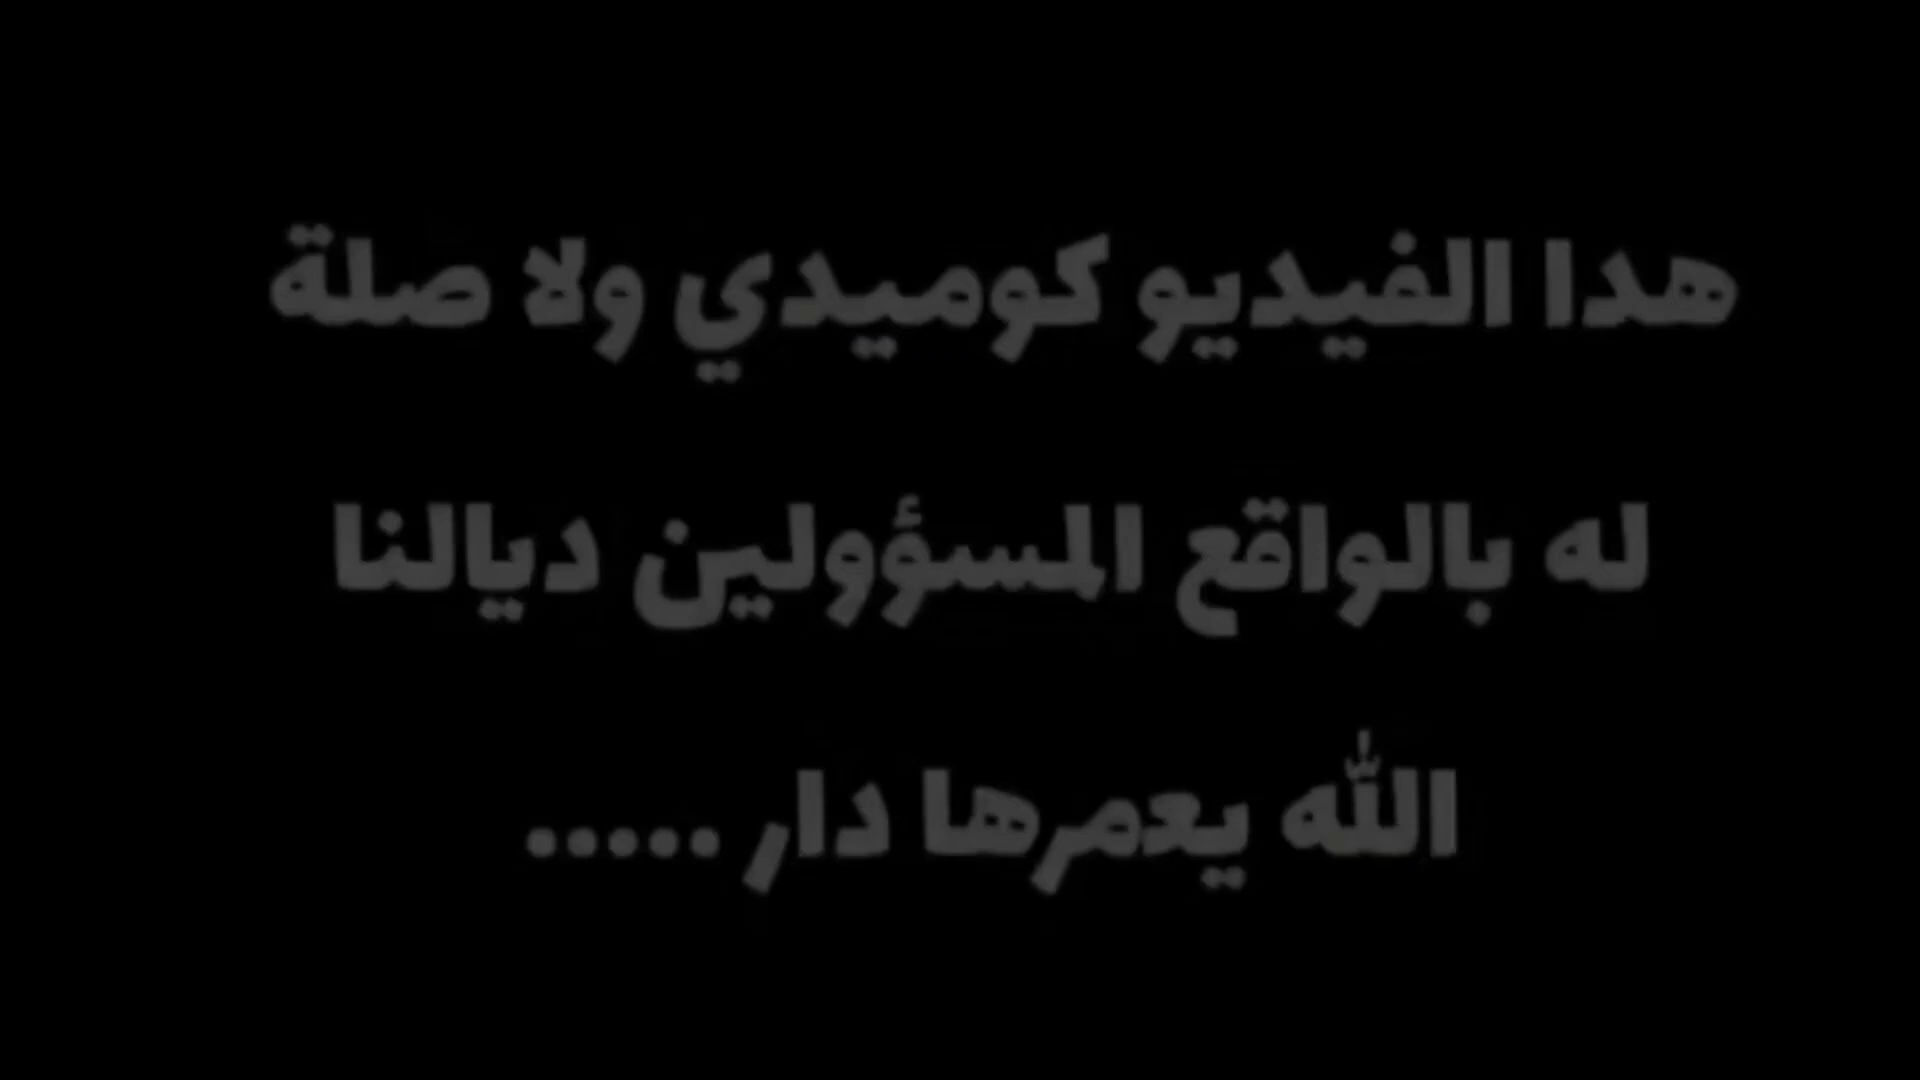 هدا الفيديو كوميدي ولا صلة
له بالواقع المسؤولين ديالنا
الله يعمرها دار .....